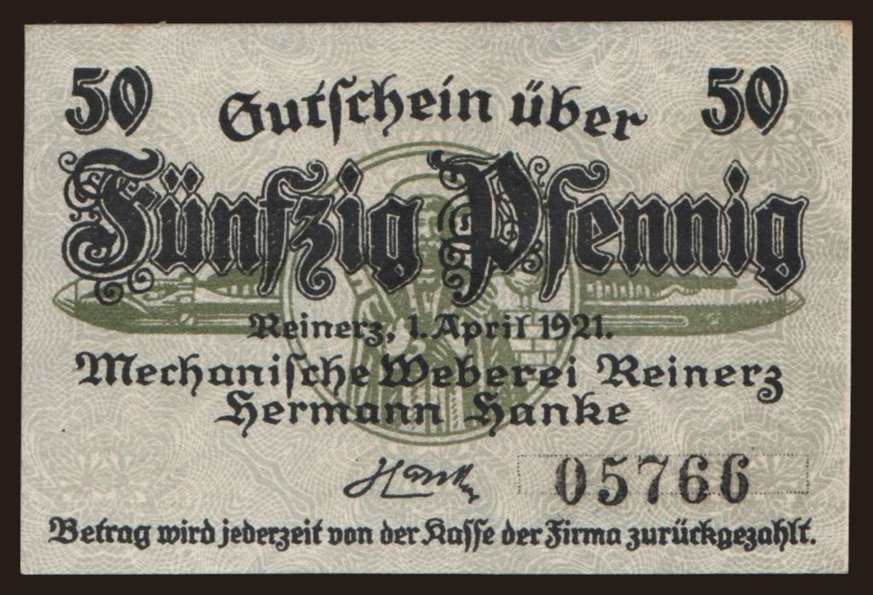 50 Gutschein über 50
Fünfzig Pfennig
Reinerz, 1. April 1921.
Mechanische Weberei Reinerz
Hermann Hanke
Hanke
05766
Betrag wird jederzeit von der Kasse der Firma zurückgezahlt.